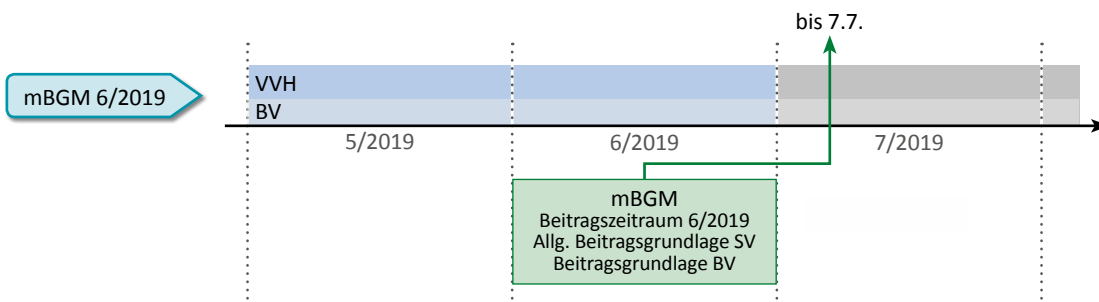 bis 7.7.
mBGM 6/2019
VVH
BV
5/2019
6/2019
7/2019
mBGM
Beitragszeitraum 6/2019
Allg. Beitragsgrundlage SV
Beitragsgrundlage BV